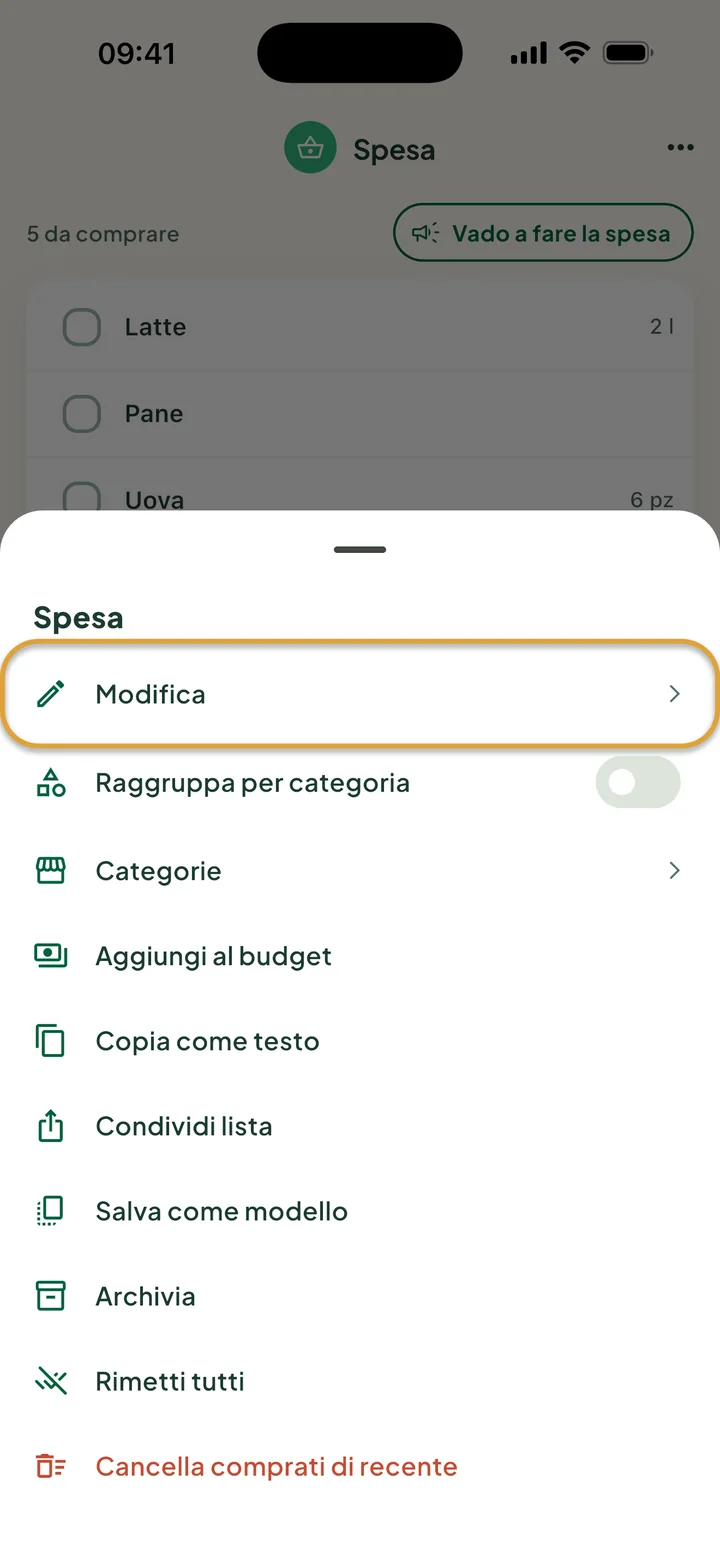 09:41
Spesa
5 da comprare
Vado a fare la spesa
Latte
2 l
Pane
Uova
6 pz
Spesa
Modifica
Raggruppa per categoria
Categorie
Aggiungi al budget
Copia come testo
Condividi lista
Salva come modello
Archivia
Rimetti tutti
Cancella comprati di recente